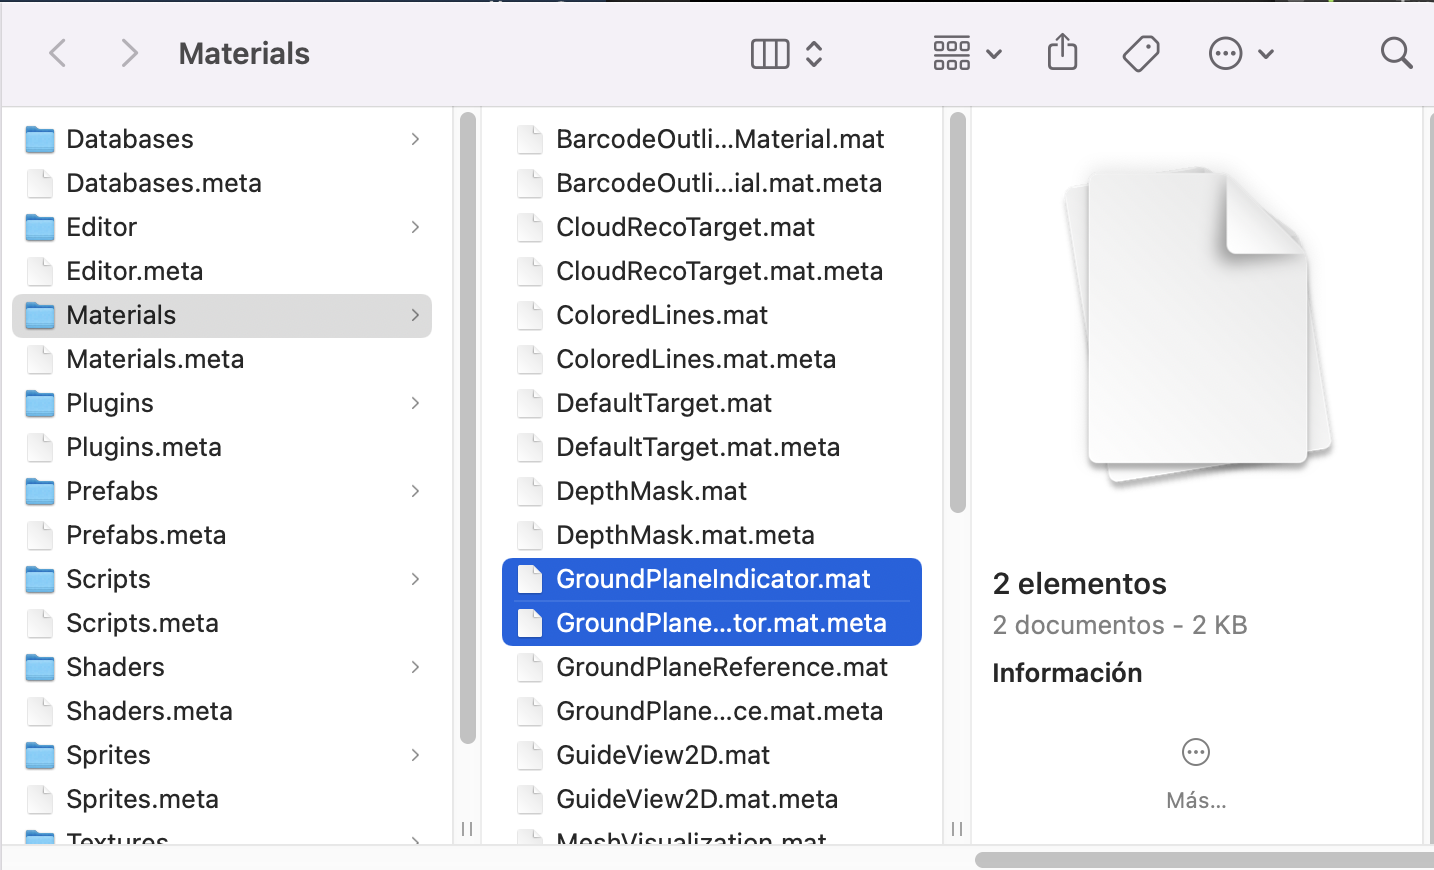 Materials
Databases
Databases.meta
Editor
Editor.meta
Materials
Materials.meta
Plugins
Plugins.meta
Prefabs
Prefabs.meta
Scripts
Scripts.meta
Shaders
Shaders.meta
Sprites
Sprites.meta
Textures
BarcodeOutli...Material.mat
BarcodeOutli...ial.mat.meta
CloudRecoTarget.mat
CloudRecoTarget.mat.meta
ColoredLines.mat
ColoredLines.mat.meta
DefaultTarget.mat
DefaultTarget.mat.meta
DepthMask.mat
DepthMask.mat.meta
GroundPlaneIndicator.mat
GroundPlane...tor.mat.meta
GroundPlaneReference.mat
GroundPlane...ce.mat.meta
GuideView2D.mat
GuideView2D.mat.meta
MeshVisualization.mat
2 elementos
2 documentos - 2 KB
Información
Más...